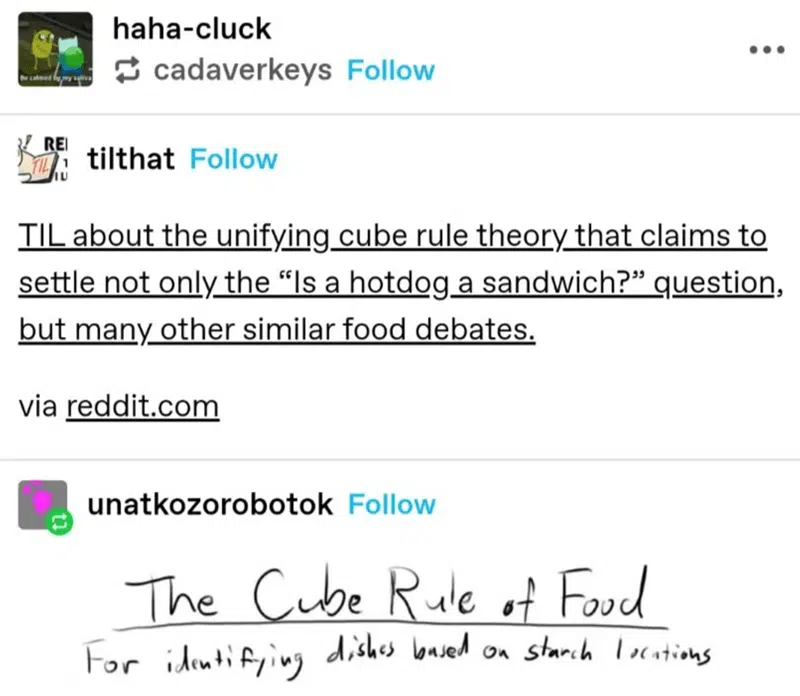 haha-cluck
cadaverkeys Follow
tilthat Follow
TIL about the unifying cube rule theory that claims to
settle not only the “Is a hotdog a sandwich?” question,
but many other similar food debates.
via reddit.com
unatkozorobotok Follow
The Cube Rule of Food
For identifying dishes based on starch locations